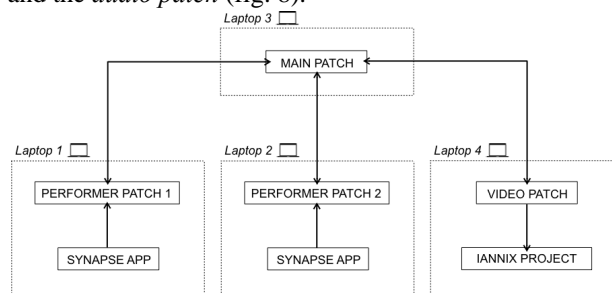 and the audio patch (fig. 8).
Laptop 3
MAIN PATCH
Laptop 1
Laptop 2
Laptop 4
PERFORMER PATCH 1
PERFORMER PATCH 2
VIDEO PATCH
SYNAPSE APP
SYNAPSE APP
IANNIX PROJECT